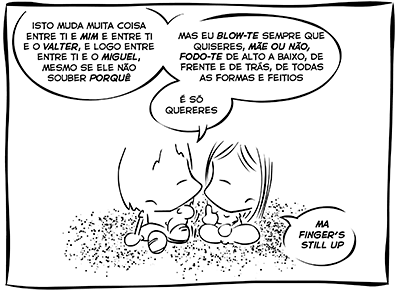 ISTO MUDA MUITA COISA
ENTRE TI E MIM E ENTRE TI
E O VALTER, E LOGO ENTRE
ENTRE TI E O MIGUEL,
MESMO SE ELE NÃO
SOUBER PORQUÊ
MAS EU BLOW-TE SEMPRE QUE
QUISERES, MÃE OU NÃO,
FODO-TE DE ALTO A BAIXO, DE
FRENTE E DE TRÁS, DE TODAS
AS FORMAS E FEITIOS
É SÓ
QUERERES
MA
FINGER'S
STILL UP